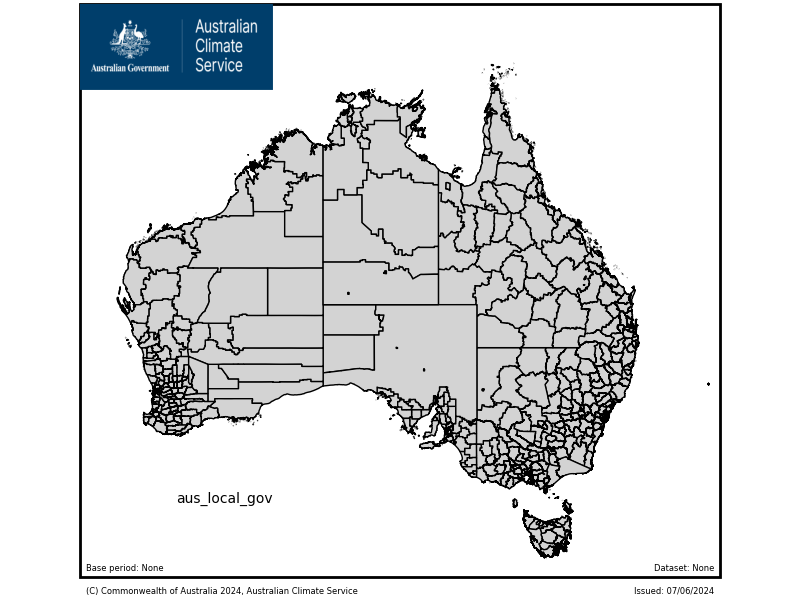 Australian
Climate
Service
Australian Government
aus_local_gov
Base period: None
Dataset: None
(C) Commonwealth of Australia 2024, Australian Climate Service
Issued: 07/06/2024